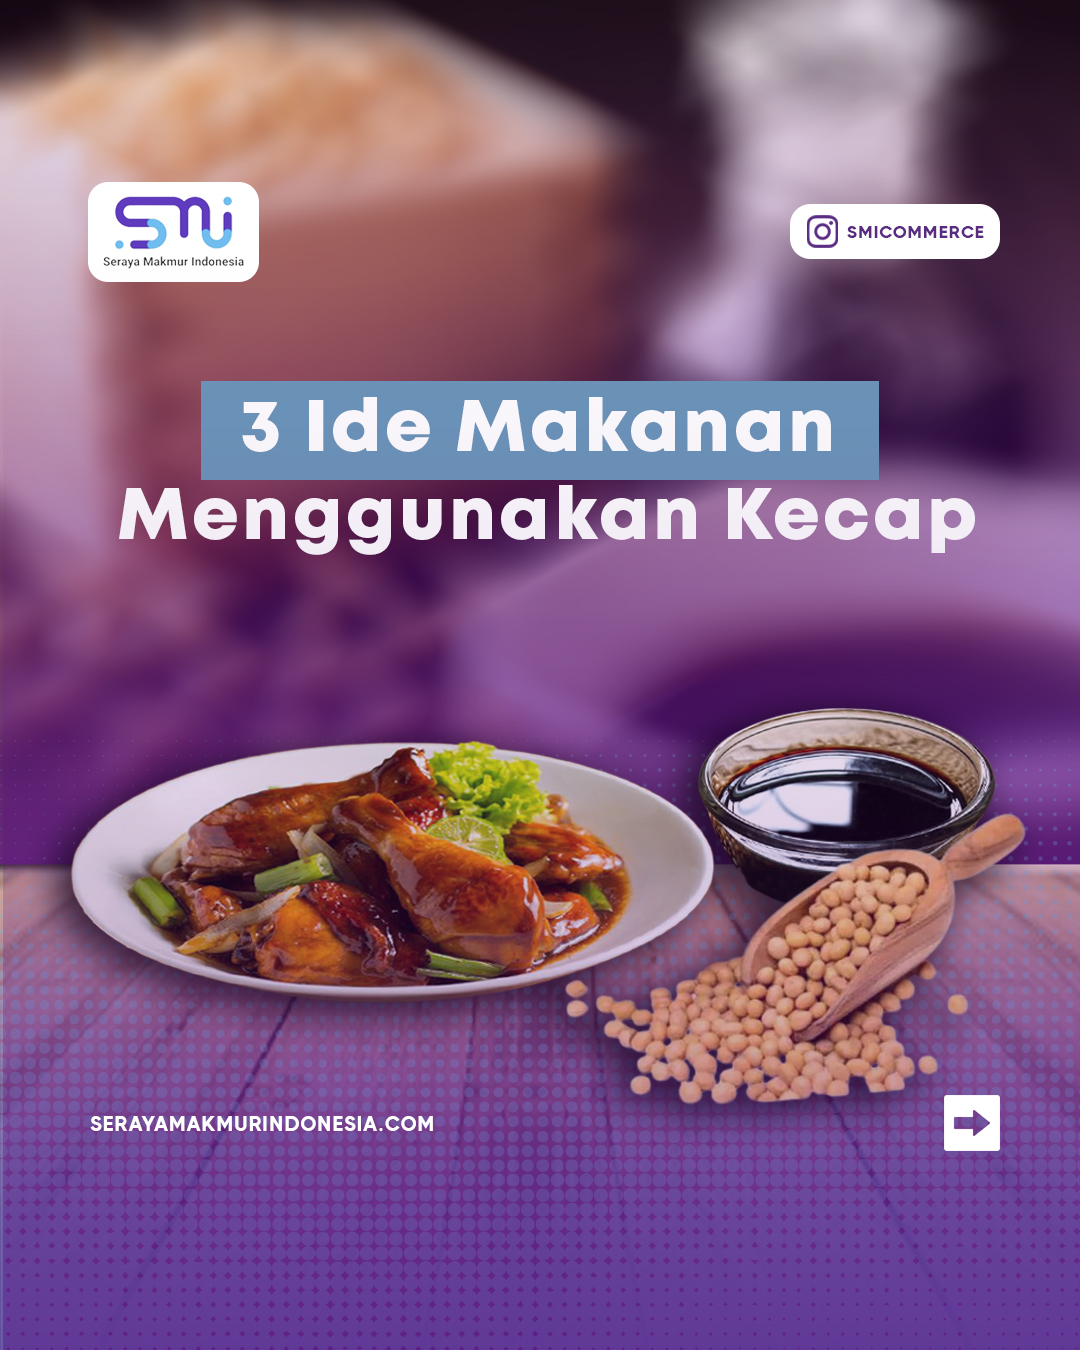 SMi
Seraya Makmur Indonesia
SMICOMMERCE
3 Ide Makanan
Menggunakan Kecap
SERAYAMAKMURINDONESIA.COM